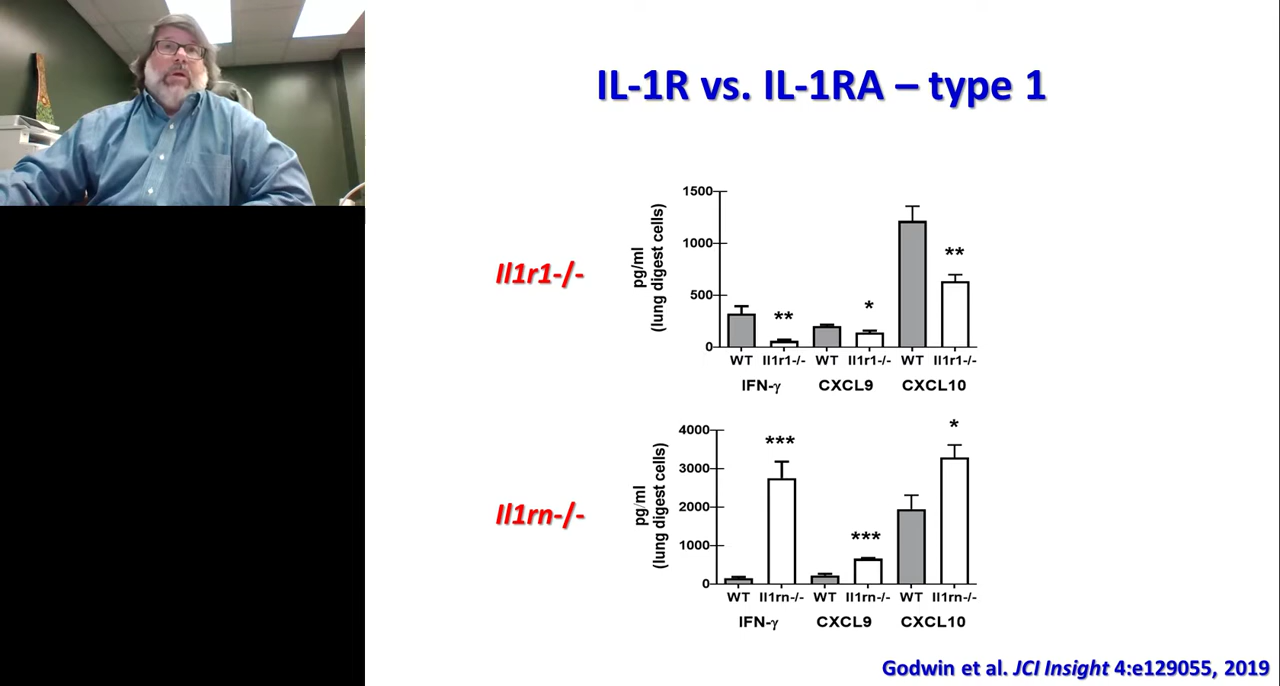 IL-1R vs. IL-1RA – type 1
Il1r1-/-
pg/ml
(lung digest cells)
1500
1000
500
0
**
*
**
WT Il1r1-/- WT Il1r1-/- WT Il1r1-/-
IFN-γ CXCL9 CXCL10
Il1rn-/-
pg/ml
(lung digest cells)
4000
3000
2000
1000
0
***
***
*
WT Il1rn-/- WT Il1rn-/- WT Il1rn-/-
IFN-γ CXCL9 CXCL10
Godwin et al. JCI Insight 4:e129055, 2019